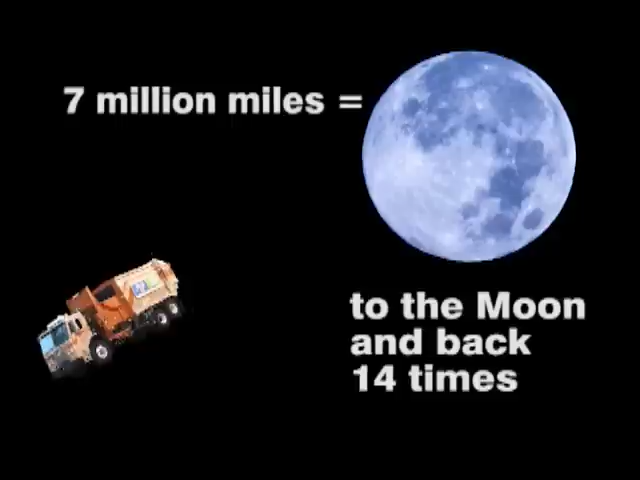 7 million miles =
to the Moon
and back
14 times